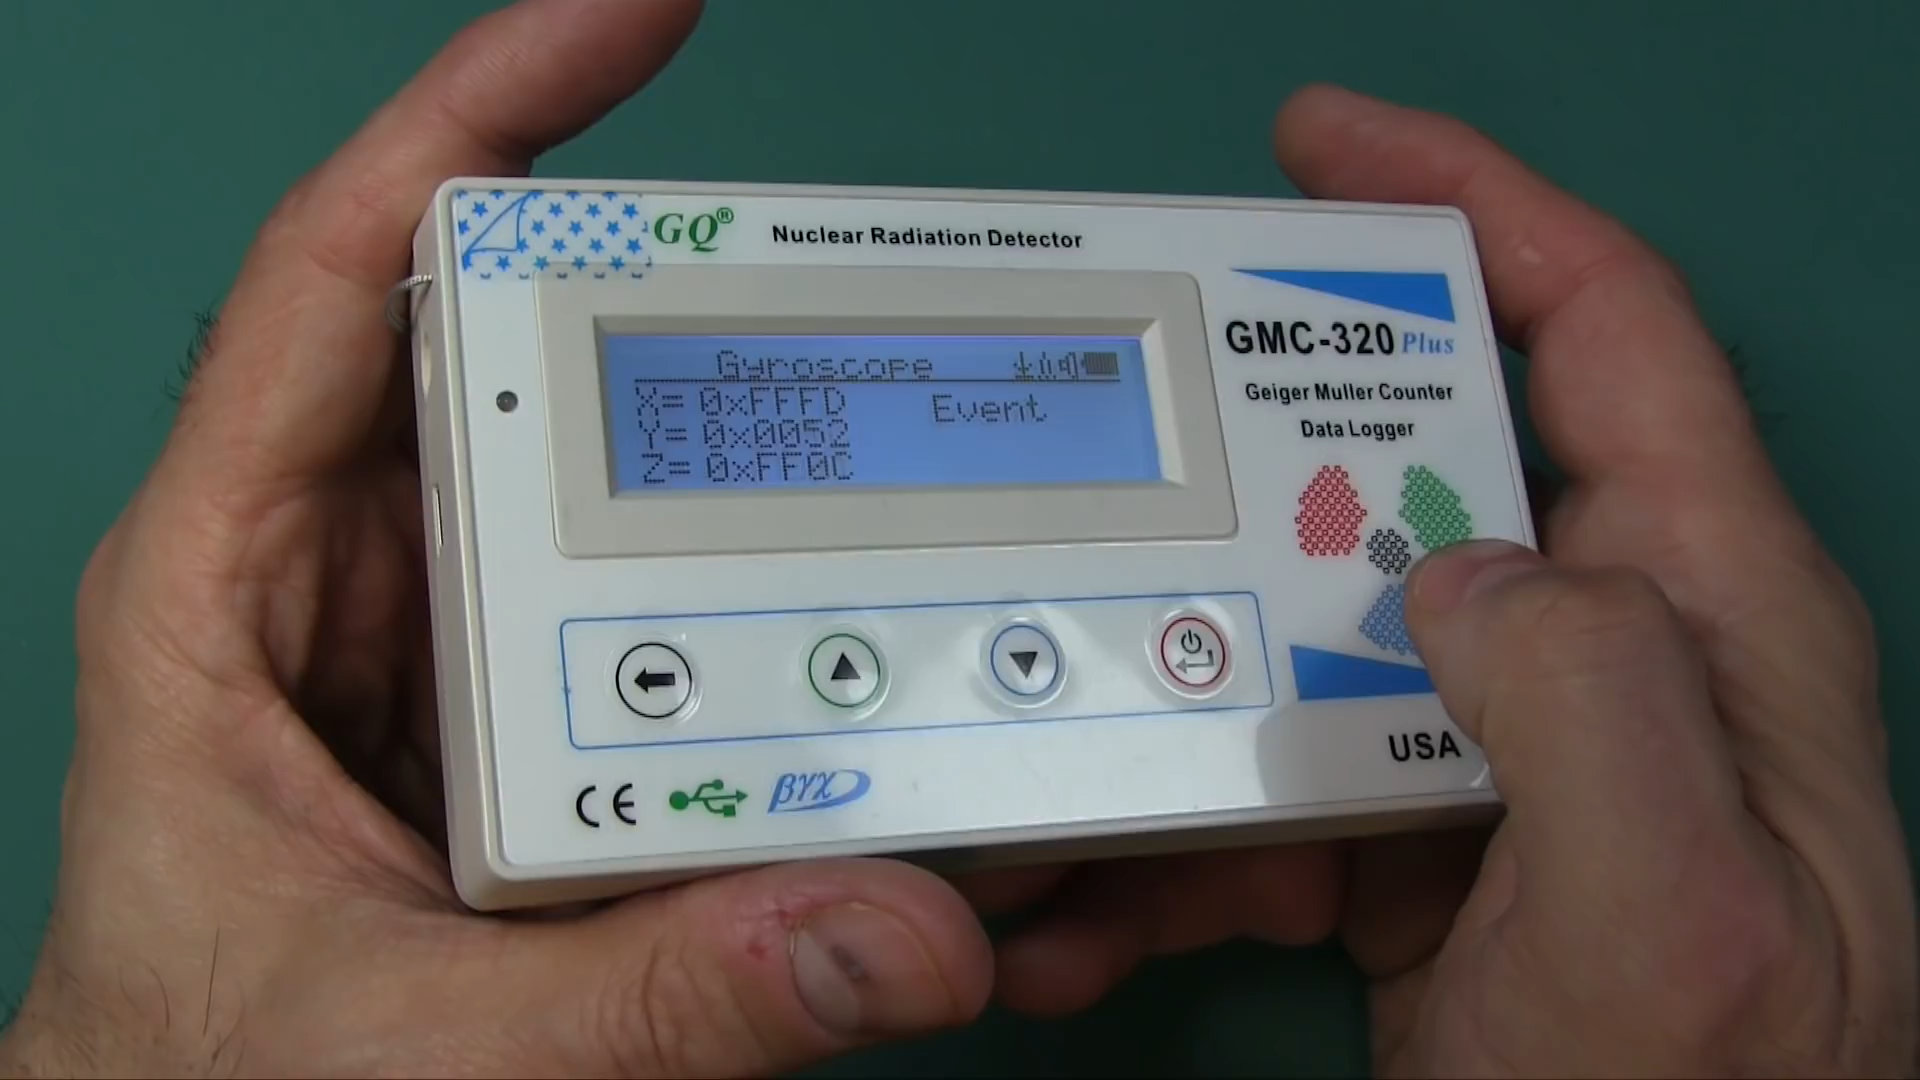 GQ®
Nuclear Radiation Detector
Gyroscope
X= 0xFFFD
Event
Y= 0x0052
Z= 0xFF0C
GMC-320 Plus
Geiger Muller Counter
Data Logger
USA
CE
βγχ